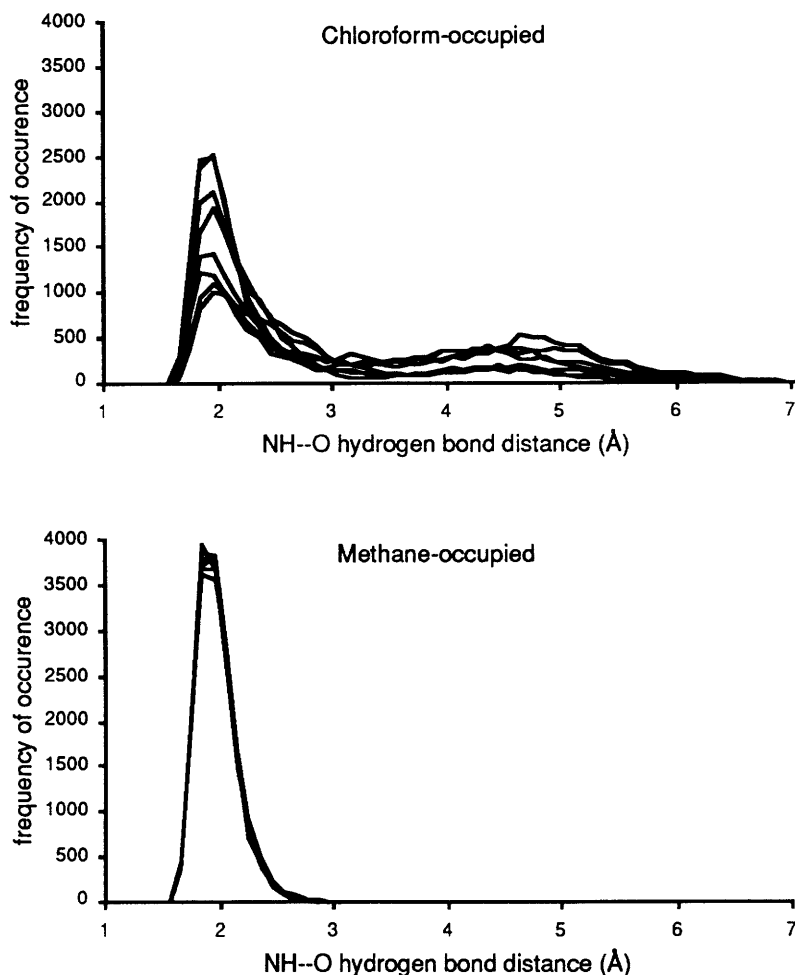 Chloroform-occupied
frequency of occurence
4000
3500
3000
2500
2000
1500
1000
500
0
1 2 3 4 5 6 7
NH--O hydrogen bond distance (Å)
Methane-occupied
frequency of occurence
4000
3500
3000
2500
2000
1500
1000
500
0
1 2 3 4 5 6 7
NH--O hydrogen bond distance (Å)